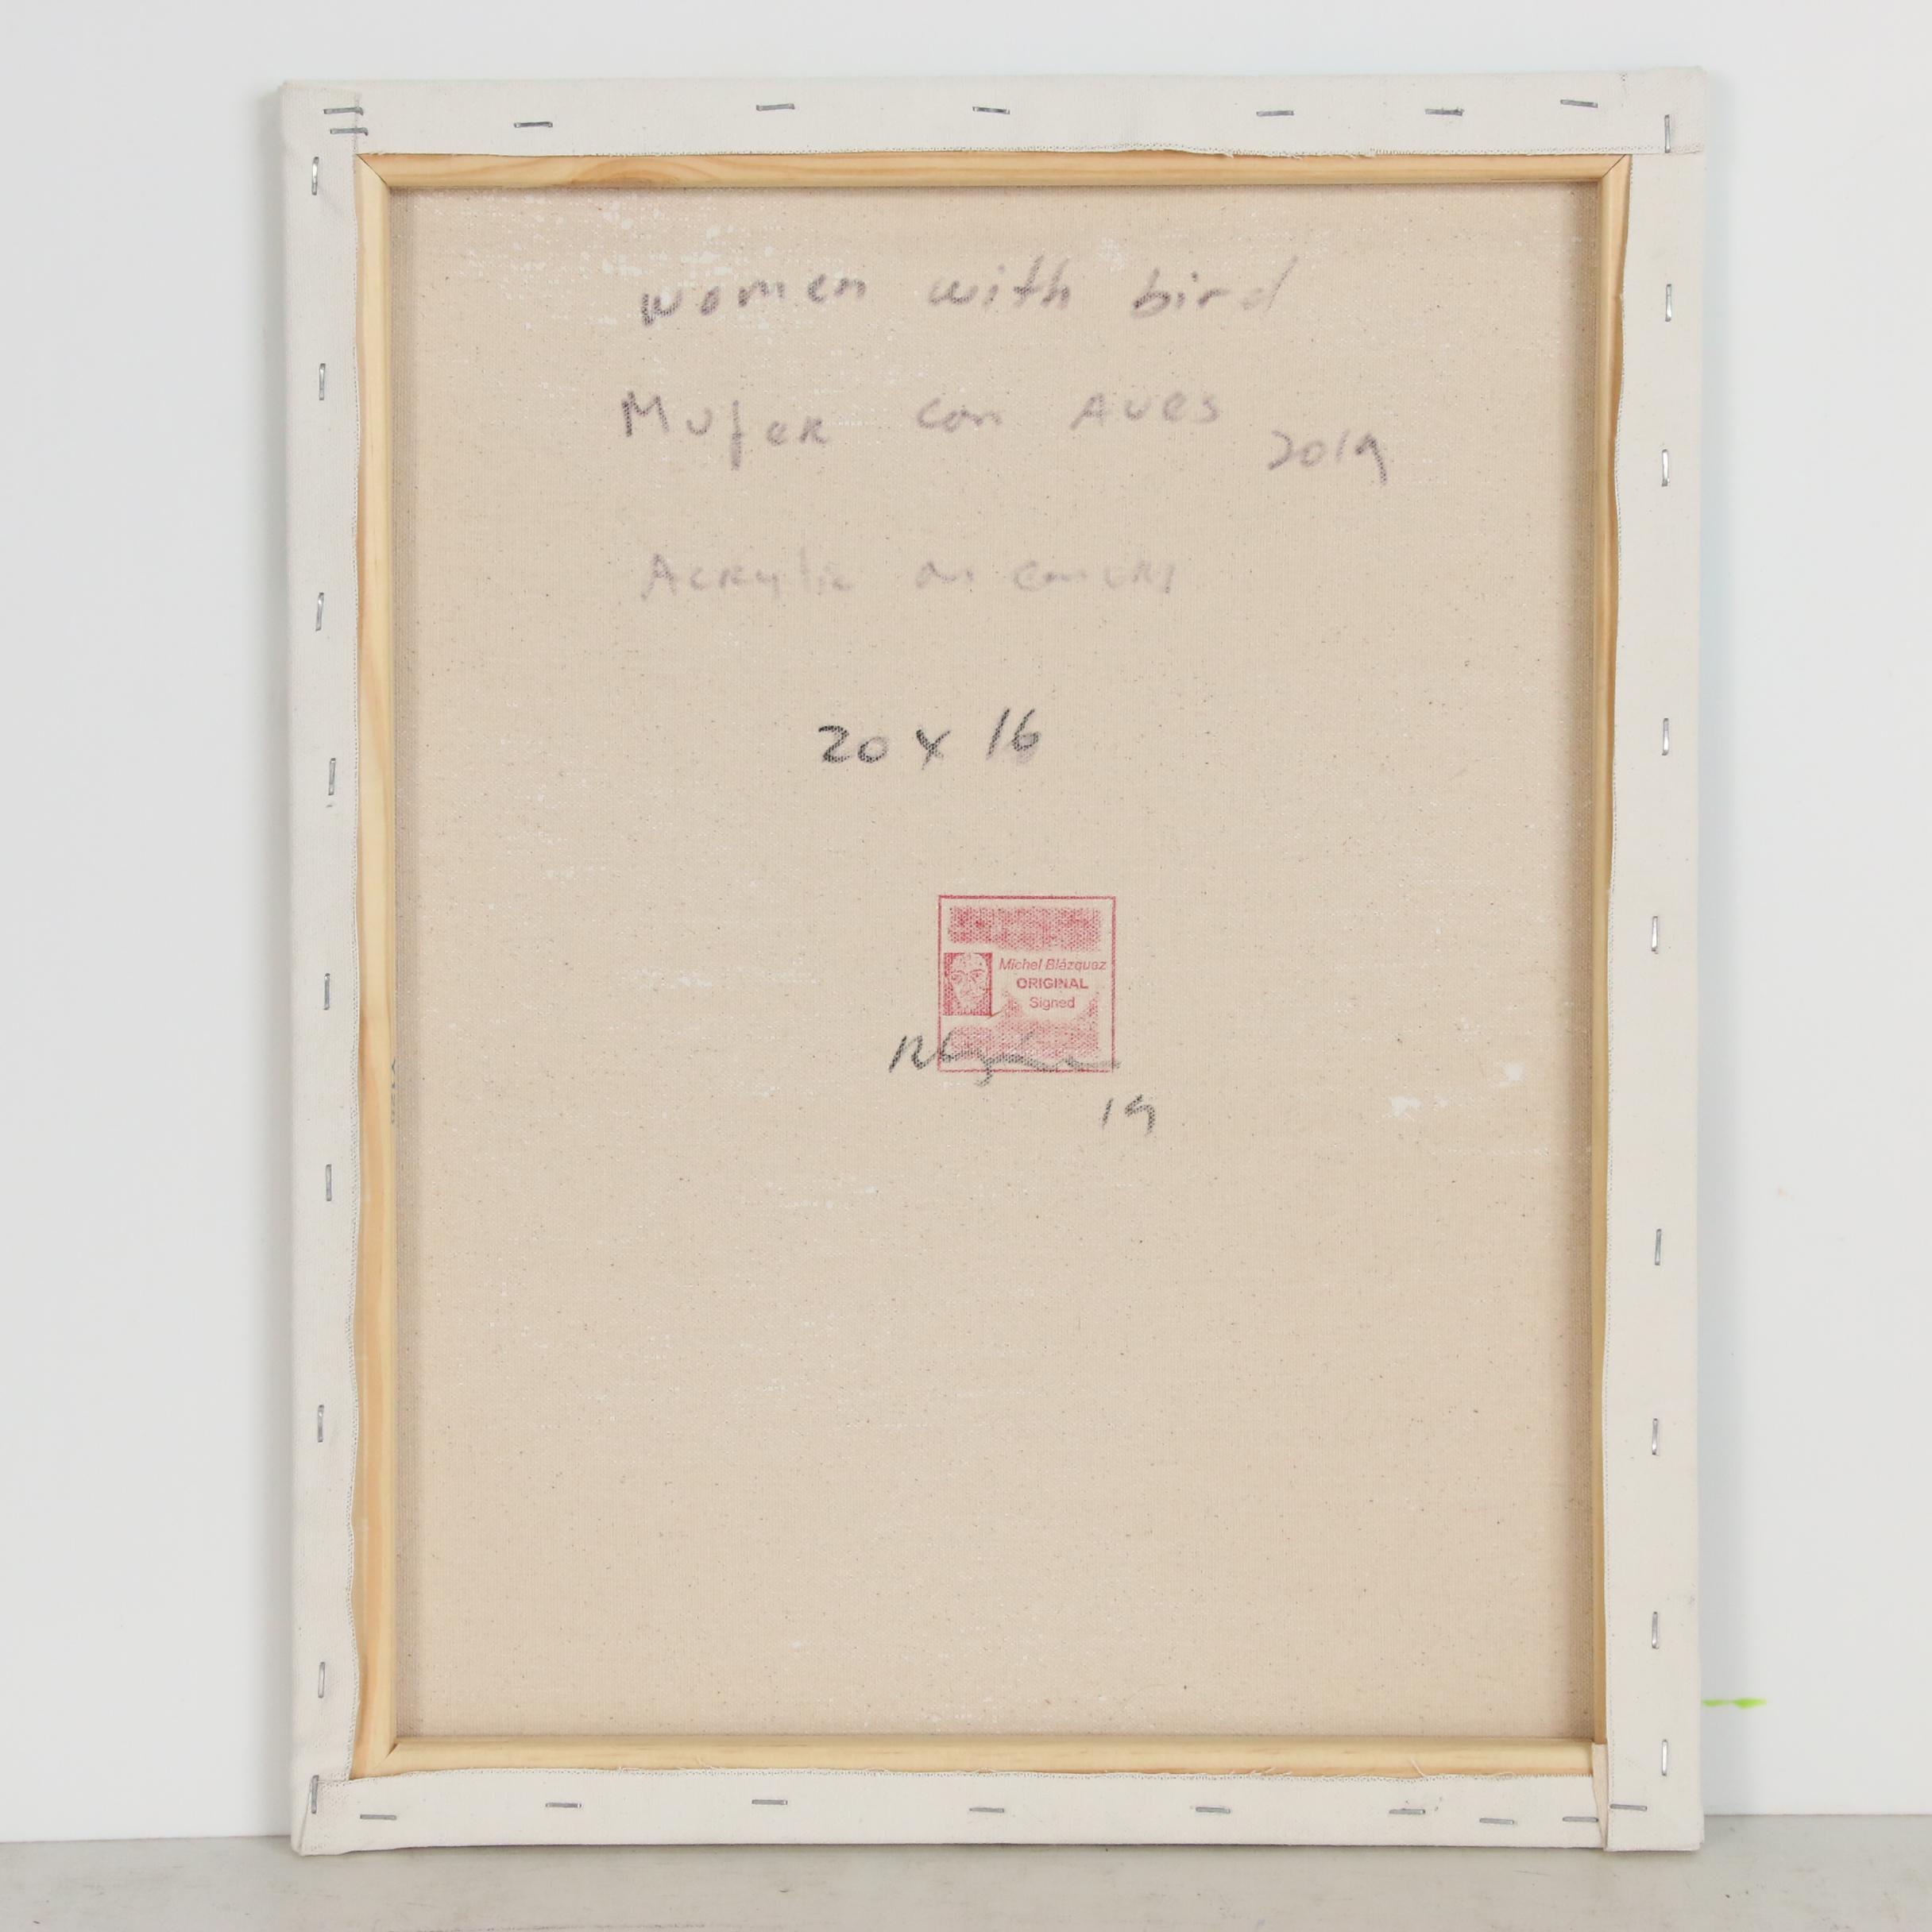 women with bird
Mujer con Aves 2019
Acrylic on canvas
20 x 16
Michel Blázquez
ORIGINAL
Signed
19